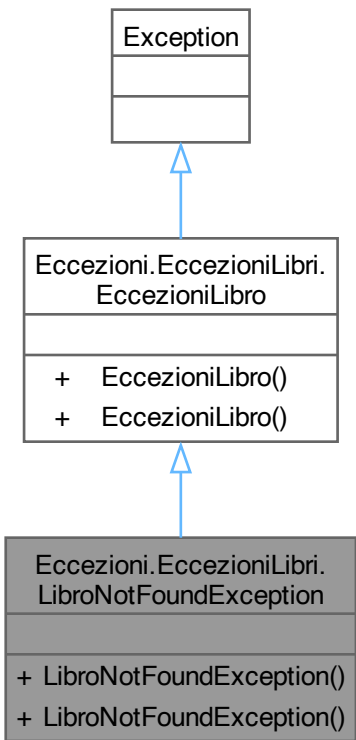 Exception
Eccezioni.EccezioniLibri.
EccezioniLibro
+ EccezioniLibro()
+ EccezioniLibro()
Eccezioni.EccezioniLibri.
LibroNotFoundException
+ LibroNotFoundException()
+ LibroNotFoundException()